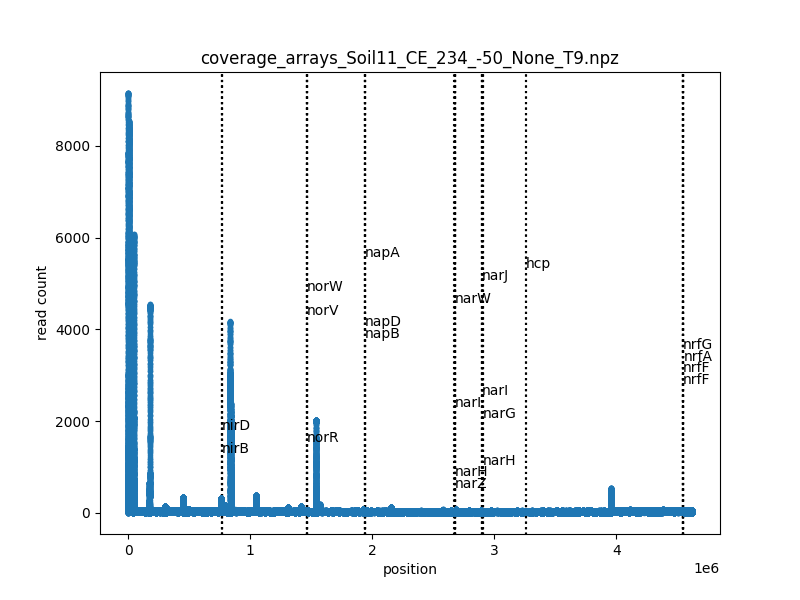 coverage_arrays_Soil11_CE_234_-50_None_T9.npz
read count
8000
6000
4000
2000
0
napA
hcp
narJ
norW
narW
norV
napD
napB
nrfG
nrfA
nrfF
nrfF
narI
narI
narG
nirD
norR
nirB
narH
narH
narZ
0
1
2
3
4
1e6
position